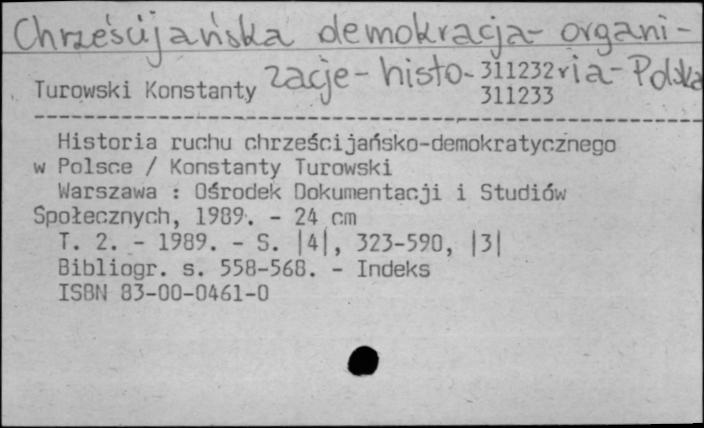 Chrześcijańska demokracja - organi-
zacje - histo-ria - Polska
311232
Turowski Konstanty
311233
Historia ruchu chrześcijańsko-demokratycznego
w Polsce / Konstanty Turowski
Warszawa : Ośrodek Dokumentacji i Studiów
Społecznych, 1989. - 24 cm
T. 2. - 1989. - S. |4|, 323-590, |3|
Bibliogr. s. 558-568. - Indeks
ISBN 83-00-0461-0